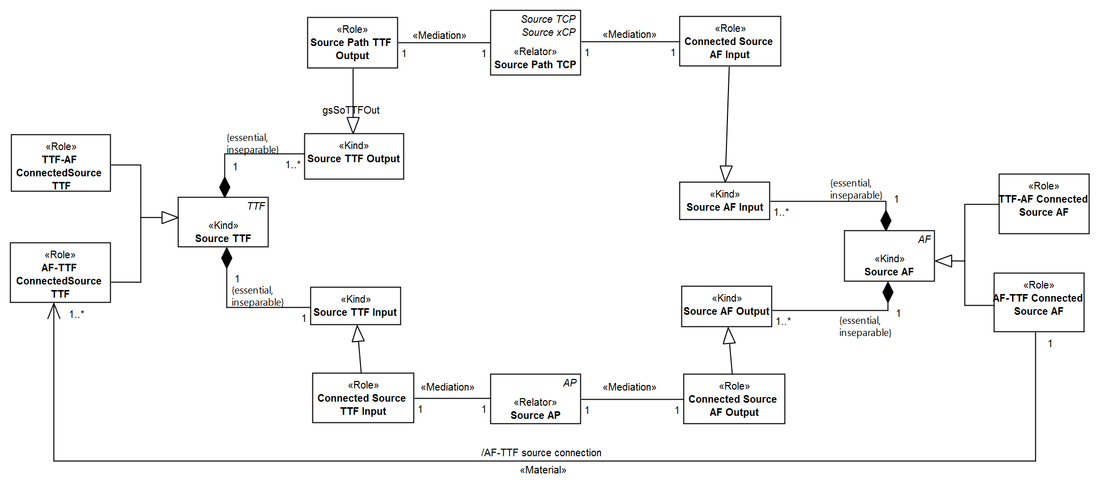 «Role»
Source Path TTF
Output
«Mediation»
1
1
Source TCP
Source xCP
«Relator»
Source Path TCP
«Mediation»
1
1
«Role»
Connected Source
AF Input
gsSoTTFOut
«Role»
TTF-AF
ConnectedSource
TTF
{essential,
inseparable}
1
1..*
«Kind»
Source TTF Output
TTF
«Kind»
Source TTF
«Kind»
Source AF Input
1..*
{essential,
inseparable}
1
«Role»
TTF-AF Connected
Source AF
AF
«Kind»
Source AF
«Role»
AF-TTF
ConnectedSource
TTF
1..*
1
{essential,
inseparable}
1
«Kind»
Source TTF Input
«Kind»
Source AF Output
1..*
{essential,
inseparable}
1
«Role»
AF-TTF Connected
Source AF
1
«Role»
Connected Source
TTF Input
«Mediation»
1
1
AP
«Relator»
Source AP
«Mediation»
1
1
«Role»
Connected Source
AF Output
/AF-TTF source connection
«Material»